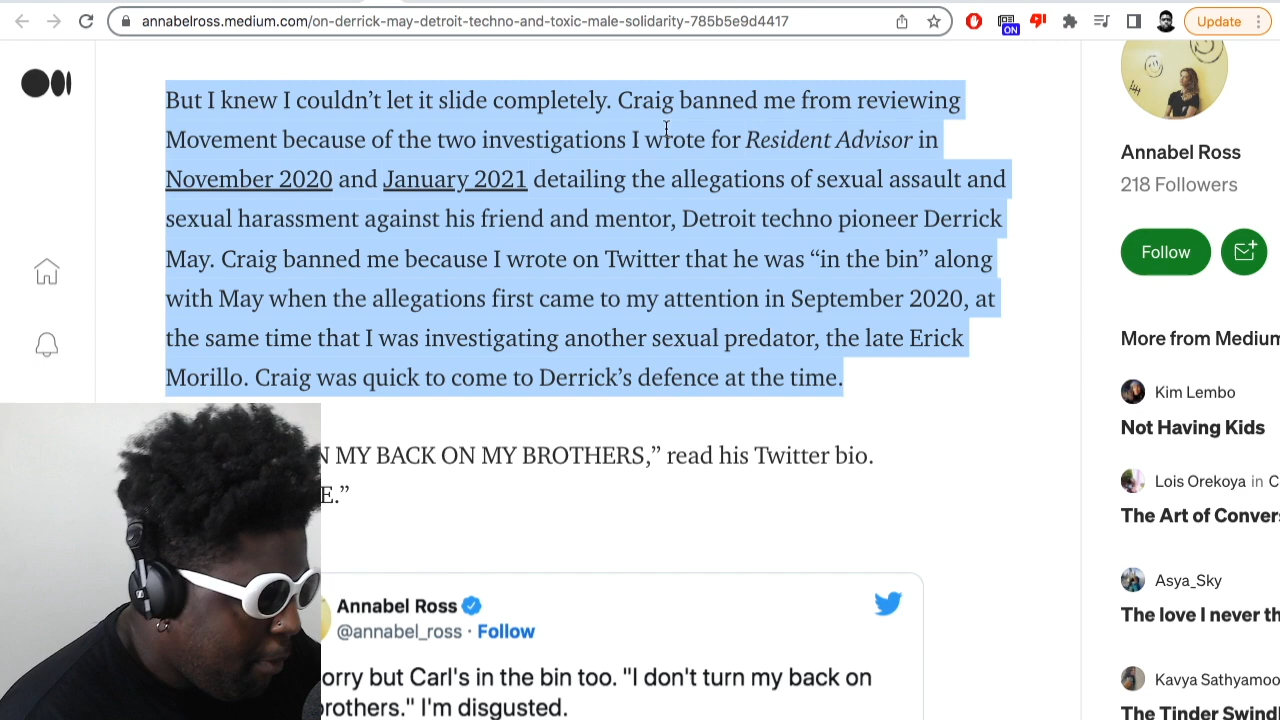 annabelross.medium.com/on-derrick-may-detroit-techno-and-toxic-male-solidarity-785b5e9d4417
ON
Update
But I knew I couldn’t let it slide completely. Craig banned me from reviewing
Movement because of the two investigations I wrote for Resident Advisor in
November 2020 and January 2021 detailing the allegations of sexual assault and
sexual harassment against his friend and mentor, Detroit techno pioneer Derrick
May. Craig banned me because I wrote on Twitter that he was “in the bin” along
with May when the allegations first came to my attention in September 2020, at
the same time that I was investigating another sexual predator, the late Erick
Morillo. Craig was quick to come to Derrick’s defence at the time.
MY BACK ON MY BROTHERS,” read his Twitter bio.
Annabel Ross
@annabel_ross · Follow
but Carl's in the bin too. "I don't turn my back on
I'm disgusted.
Annabel Ross
218 Followers
Follow
More from Medium
Kim Lembo
Not Having Kids
Lois Orekoya in
The Art of
Asya_Sky
The love I never
Kavya
The Tinder